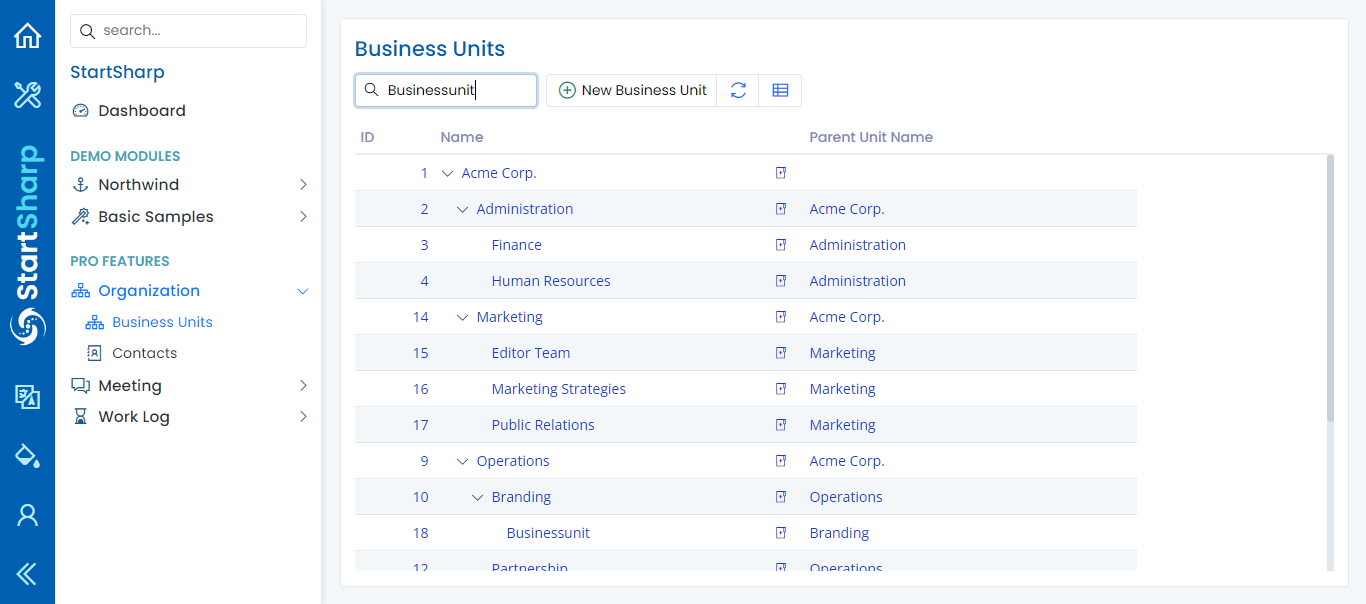 StartSharp
search...
StartSharp
Dashboard
DEMO MODULES
Northwind
Basic Samples
PRO FEATURES
Organization
Business Units
Contacts
Meeting
Work Log
Business Units
Businessunit New Business Unit
ID Name Parent Unit Name
1 Acme Corp.
2 Administration Acme Corp.
3 Finance Administration
4 Human Resources Administration
14 Marketing Acme Corp.
15 Editor Team Marketing
16 Marketing Strategies Marketing
17 Public Relations Marketing
9 Operations Acme Corp.
10 Branding Operations
18 Businessunit Branding
12 Partnership Operations